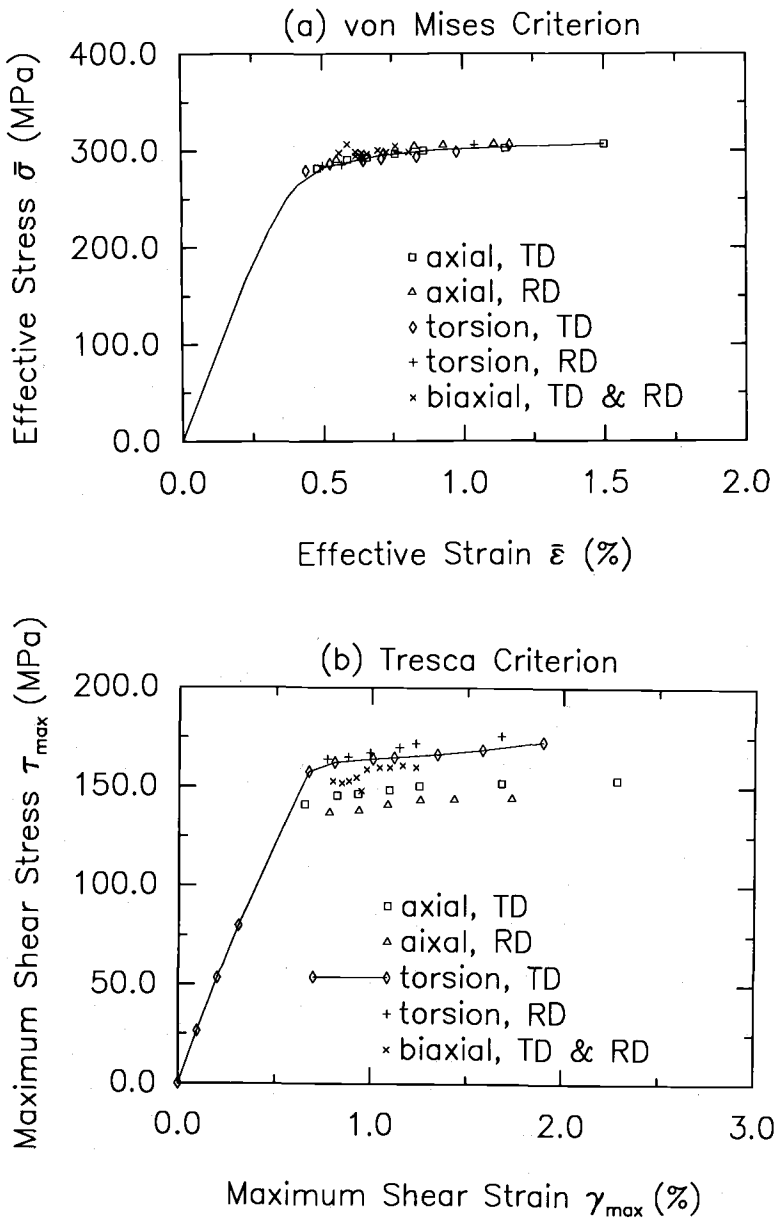 (a) von Mises Criterion
Effective Stress σ̄ (MPa)
400.0
300.0
200.0
100.0
0.0
axial, TD
axial, RD
torsion, TD
torsion, RD
biaxial, TD & RD
0.0 0.5 1.0 1.5 2.0
Effective Strain ε̄ (%)
(b) Tresca Criterion
Maximum Shear Stress τmax (MPa)
200.0
150.0
100.0
50.0
0.0
axial, TD
aixal, RD
torsion, TD
torsion, RD
biaxial, TD & RD
0.0 1.0 2.0 3.0
Maximum Shear Strain γmax (%)